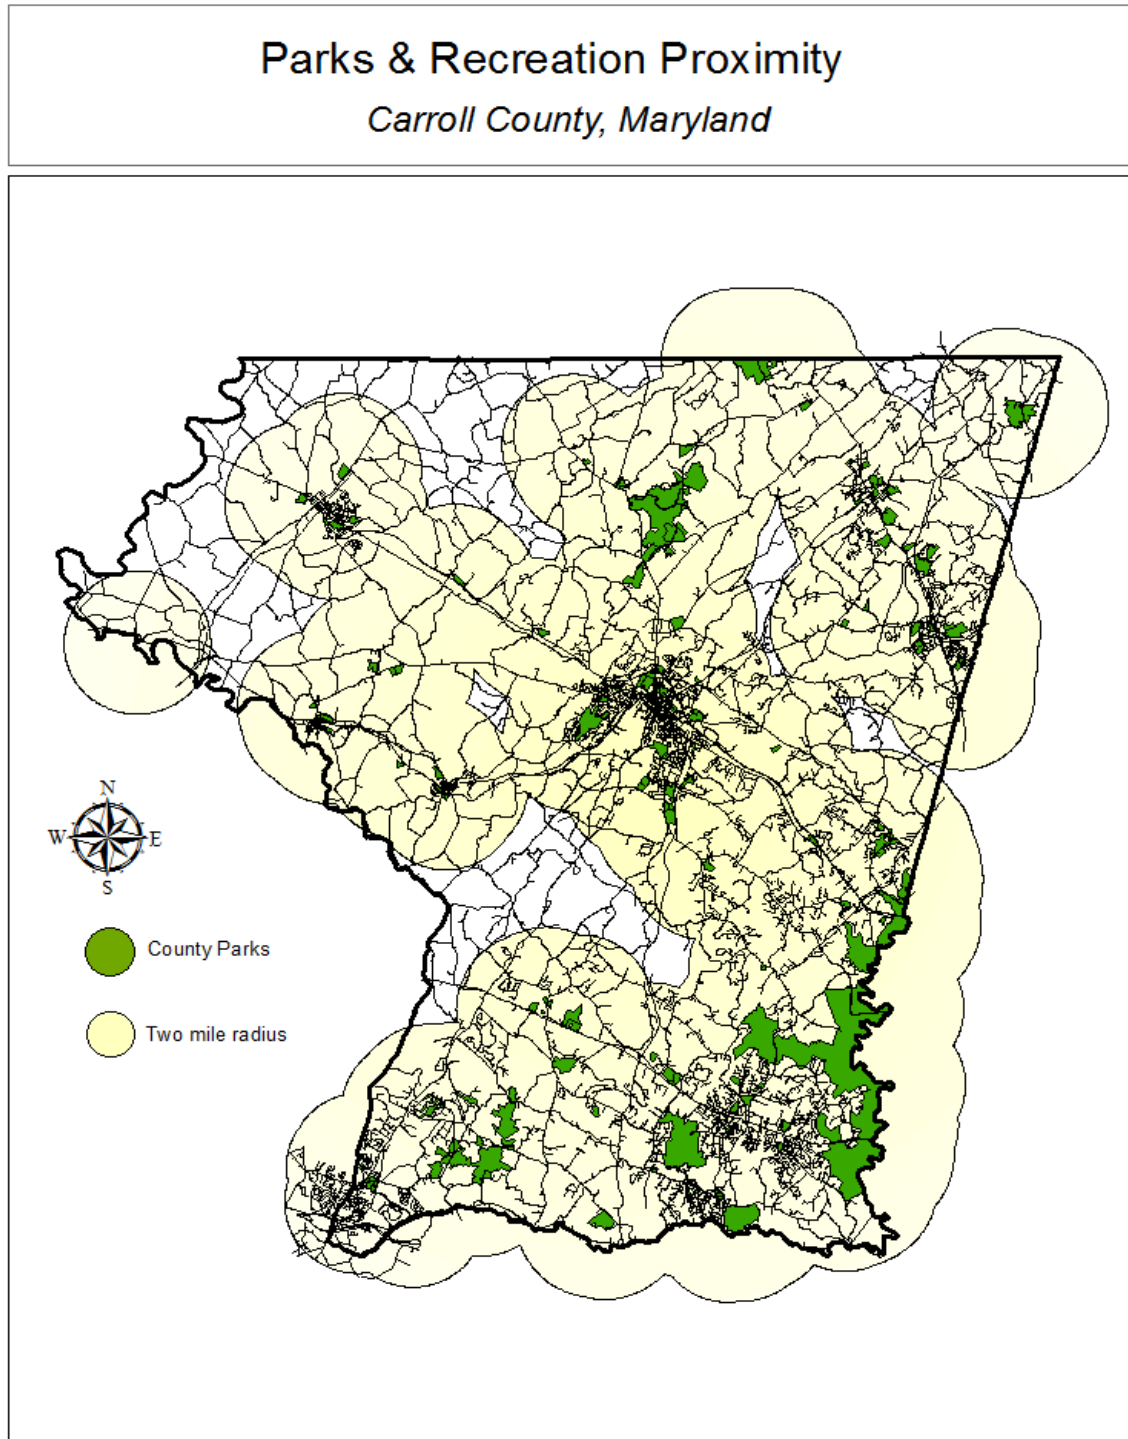 Parks & Recreation Proximity
Carroll County, Maryland
N
W E
S
County Parks
Two mile radius